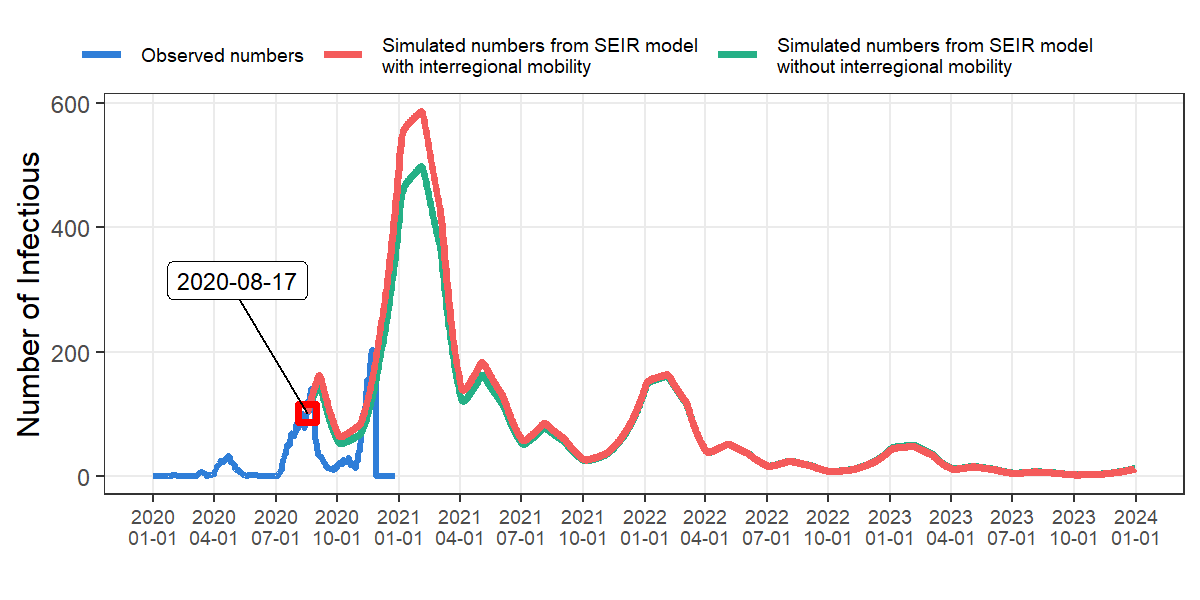 Observed numbers
Simulated numbers from SEIR model
with interregional mobility
Simulated numbers from SEIR model
without interregional mobility
Number of Infectious
600
400
200
0
2020-08-17
2020 2020 2020 2020 2021 2021 2021 2021 2022 2022 2022 2022 2023 2023 2023 2023 2024
01-01 04-01 07-01 10-01 01-01 04-01 07-01 10-01 01-01 04-01 07-01 10-01 01-01 04-01 07-01 10-01 01-01